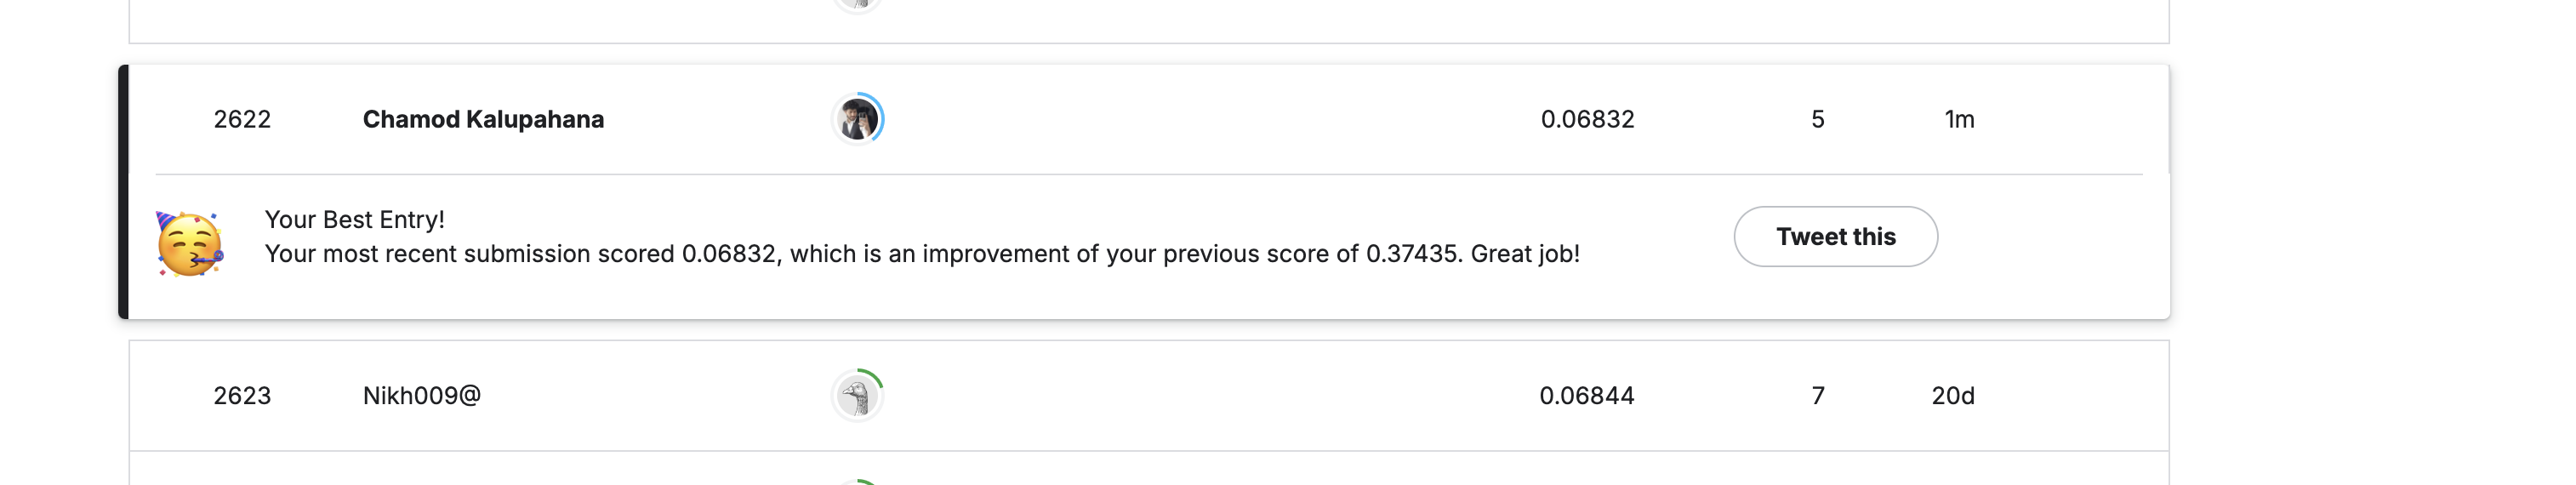 2622 Chamod Kalupahana 0.06832 5 1m
Your Best Entry!
Your most recent submission scored 0.06832, which is an improvement of your previous score of 0.37435. Great job!
Tweet this
2623 Nikh009@ 0.06844 7 20d